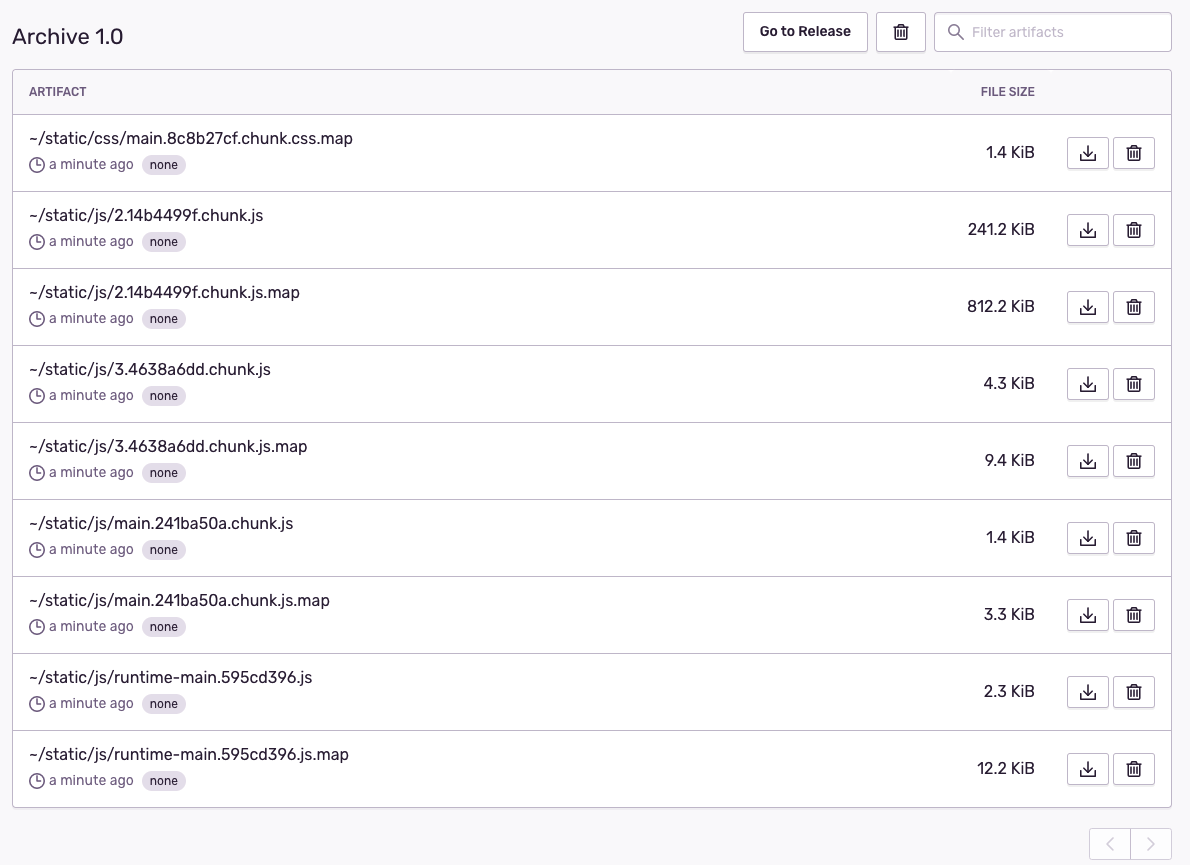 Archive 1.0
Go to Release
Filter artifacts
ARTIFACT FILE SIZE
~/static/css/main.8c8b27cf.chunk.css.map
1.4 KiB
a minute ago none
~/static/js/2.14b4499f.chunk.js
241.2 KiB
a minute ago none
~/static/js/2.14b4499f.chunk.js.map
812.2 KiB
a minute ago none
~/static/js/3.4638a6dd.chunk.js
4.3 KiB
a minute ago none
~/static/js/3.4638a6dd.chunk.js.map
9.4 KiB
a minute ago none
~/static/js/main.241ba50a.chunk.js
1.4 KiB
a minute ago none
~/static/js/main.241ba50a.chunk.js.map
3.3 KiB
a minute ago none
~/static/js/runtime-main.595cd396.js
2.3 KiB
a minute ago none
~/static/js/runtime-main.595cd396.js.map
12.2 KiB
a minute ago none